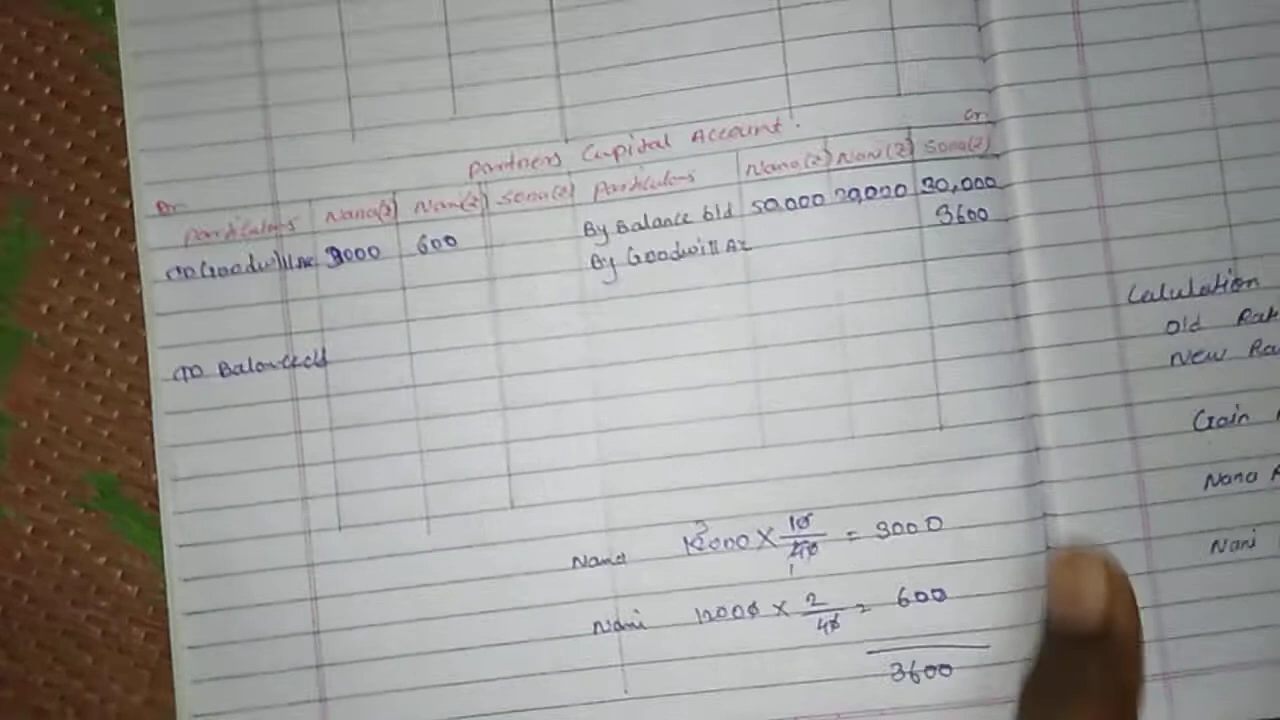 Partners Capital Account.
Dr. Cr.
Particulars Nana(₹) Nani(₹) Sona(₹) Particulars Nana(₹) Nani(₹) Sona(₹)
To Goodwill A/c 3000 600 By Balance b/d 50,000 20,000 20,000
By Goodwill A/c 3600
To Balance c/d
Calulation
Old
New
Gain
Nana
Nani
Nana 12000 × 10/40 = 3000
Nani 12000 × 2/40 = 600
3600